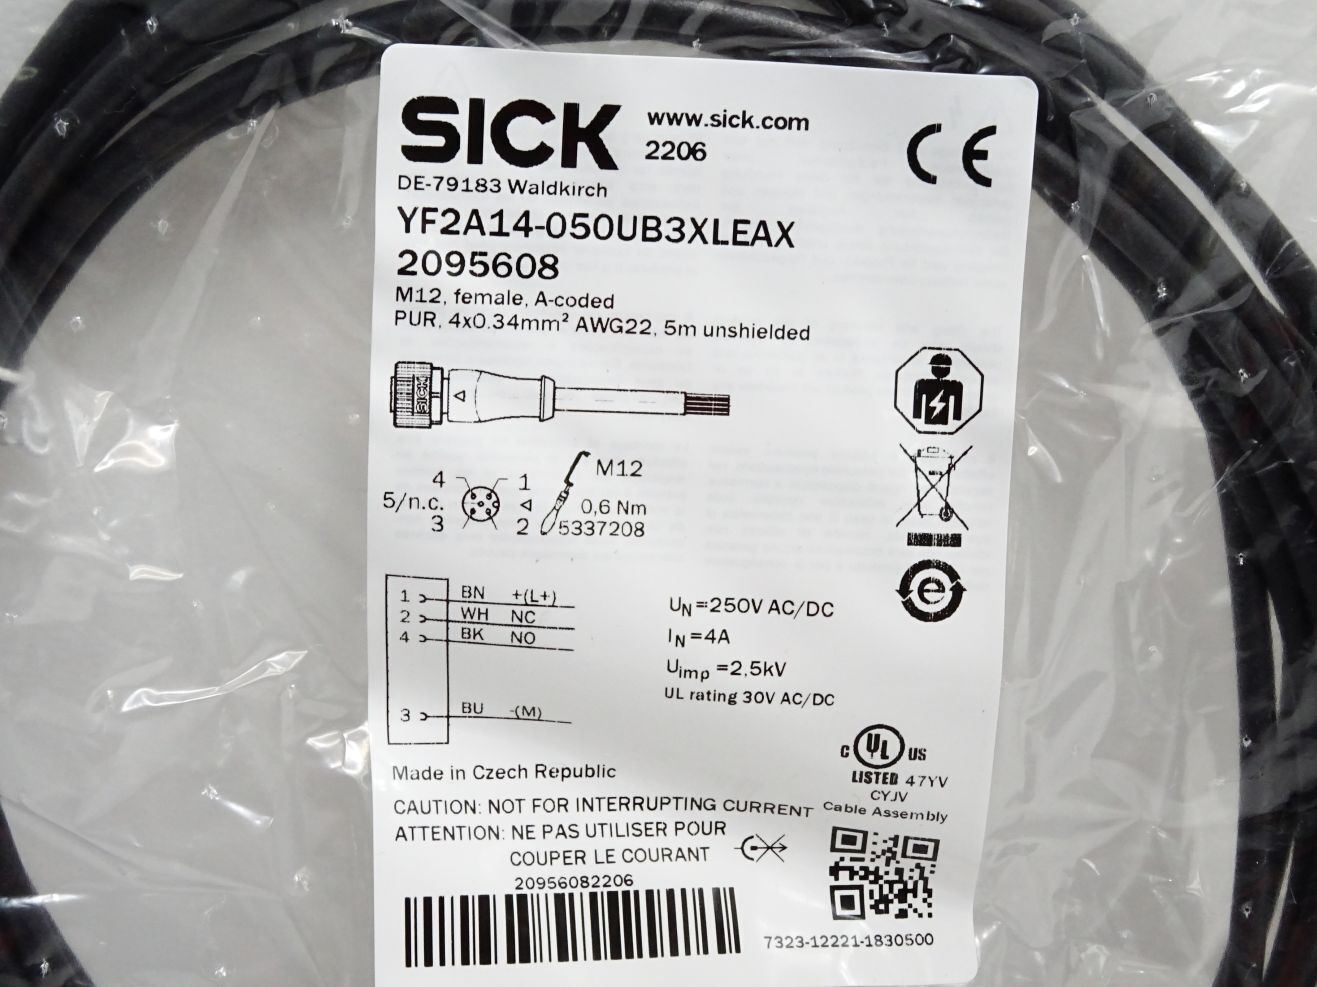 SICK
www.sick.com
2206
CE
DE-79183 Waldkirch
YF2A14-050UB3XLEAX
2095608
M12, female, A-coded
PUR, 4x0.34mm² AWG22, 5m unshielded
SICK
4 1
5/n.c.
3 2
M12
0,6 Nm
5337208
e
1 BN +(L+)
2 WH NC
4 BK NO
3 BU -(M)
UN=250V AC/DC
IN=4A
Uimp=2,5kV
UL rating 30V AC/DC
C UL US
LISTED 47YV
CYJV
Cable Assembly
Made in Czech Republic
CAUTION: NOT FOR INTERRUPTING CURRENT
ATTENTION: NE PAS UTILISER POUR
COUPER LE COURANT
20956082206
7323-12221-1830500